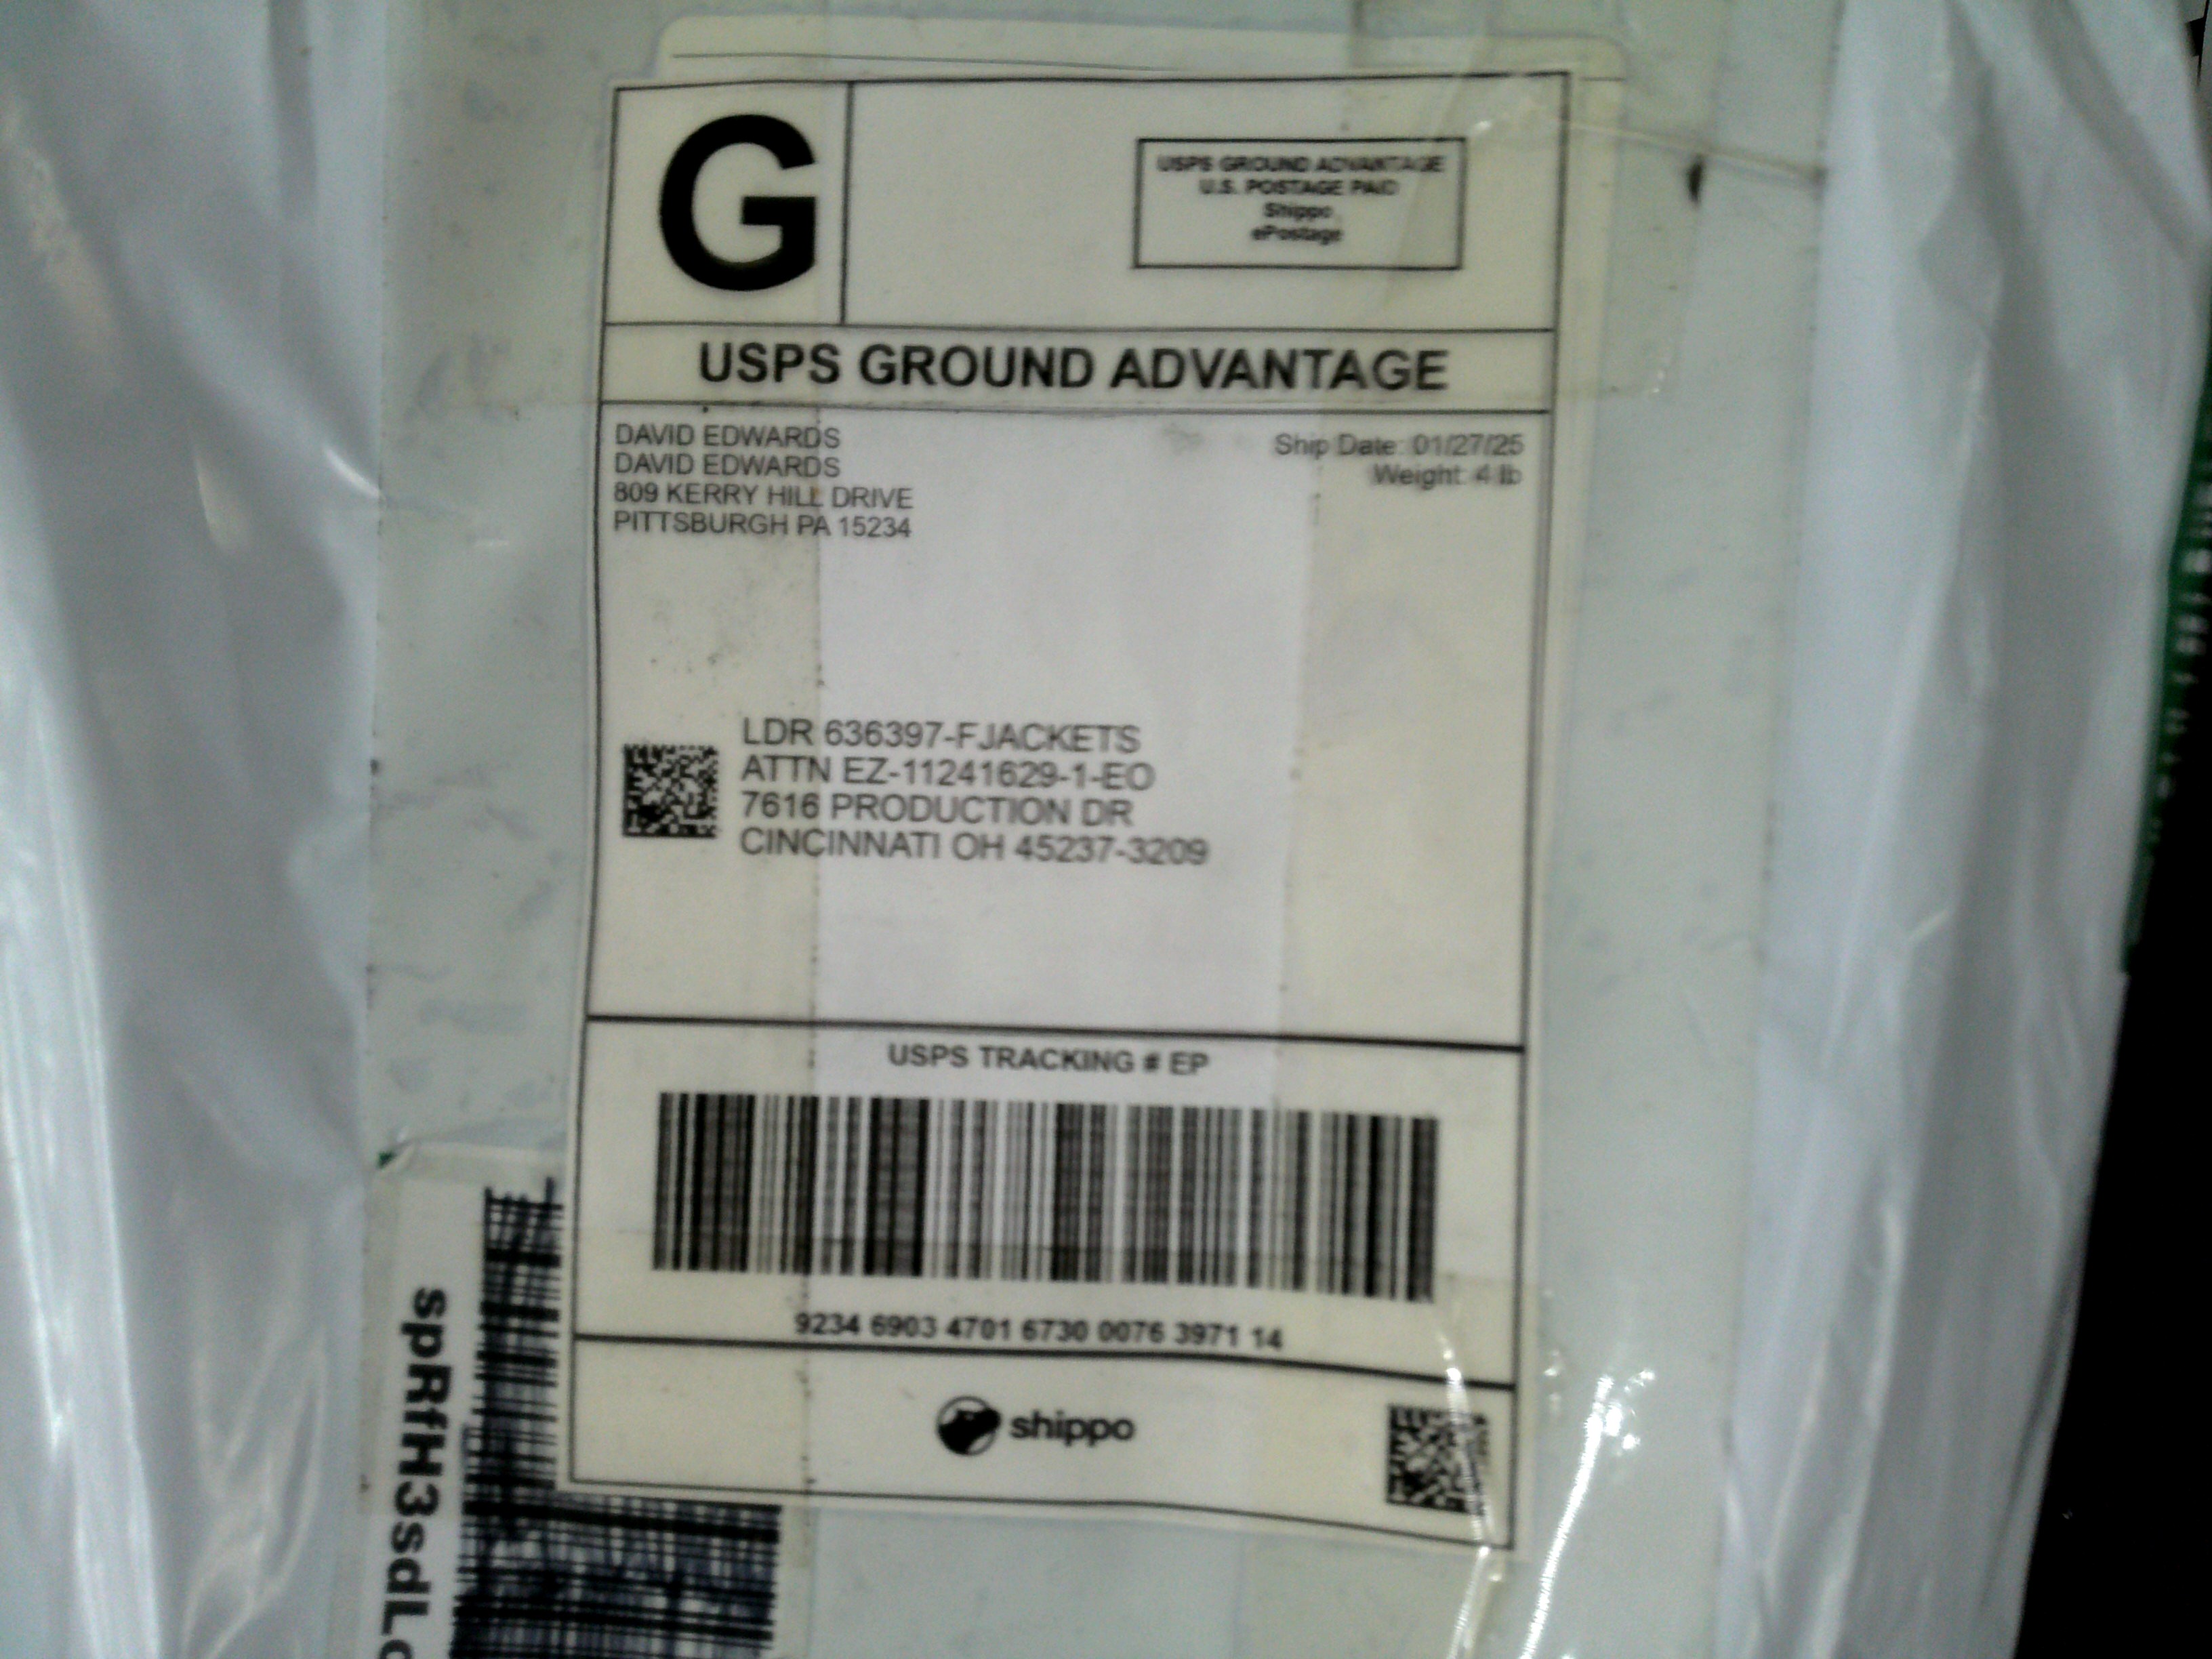 G
USPS GROUND ADVANTAGE
U.S. POSTAGE PAID
Shippo
ePostage
USPS GROUND ADVANTAGE
DAVID EDWARDS
DAVID EDWARDS
809 KERRY HILL DRIVE
PITTSBURGH PA 15234
Ship Date: 01/27/25
Weight: 4 lb
LDR 636397-FJACKETS
ATTN EZ-11241629-1-EO
7616 PRODUCTION DR
CINCINNATI OH 45237-3209
USPS TRACKING # EP
9234 6903 4701 6730 0076 3971 14
shippo
spRfH3sdL